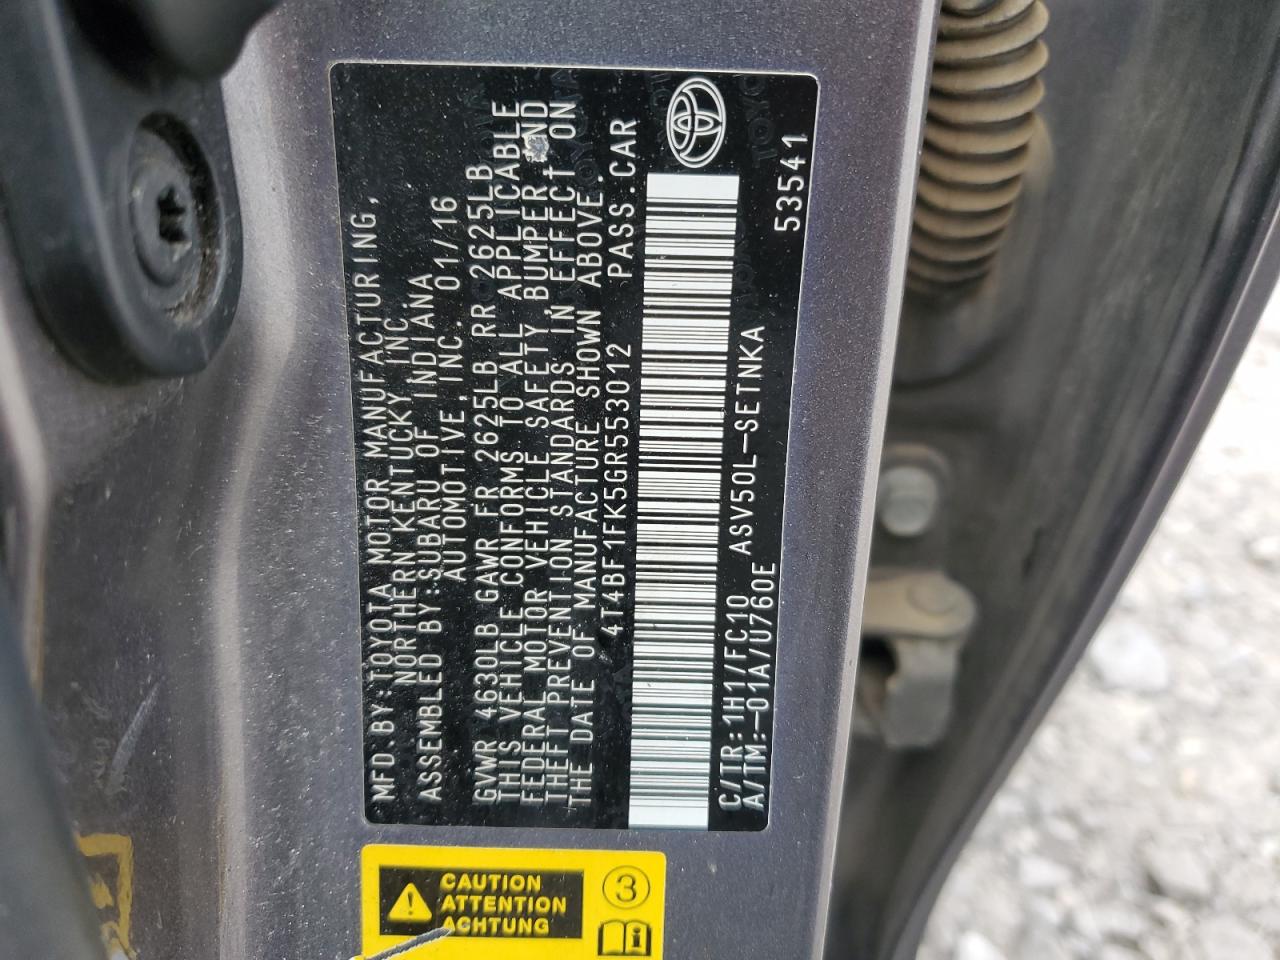 MFD.BY:TOYOTA MOTOR MANUFACTURING,
NORTHERN KENTUCKY INC.
ASSEMBLED BY:SUBARU OF INDIANA
AUTOMOTIVE,INC. 01/16
GVWR 4630LB GAWR FR 2625LB RR 2625LB
THIS VEHICLE CONFORMS TO ALL APPLICABLE
FEDERAL MOTOR VEHICLE SAFETY,BUMPER,AND
THEFT PREVENTION STANDARDS IN EFFECT ON
THE DATE OF MANUFACTURE SHOWN ABOVE.
4T4BF1FK5GR553012 PASS.CAR
C/TR:1H1/FC10 ASV50L-SETNKA 53541
A/TM:-01A/U760E
CAUTION
ATTENTION
ACHTUNG
3